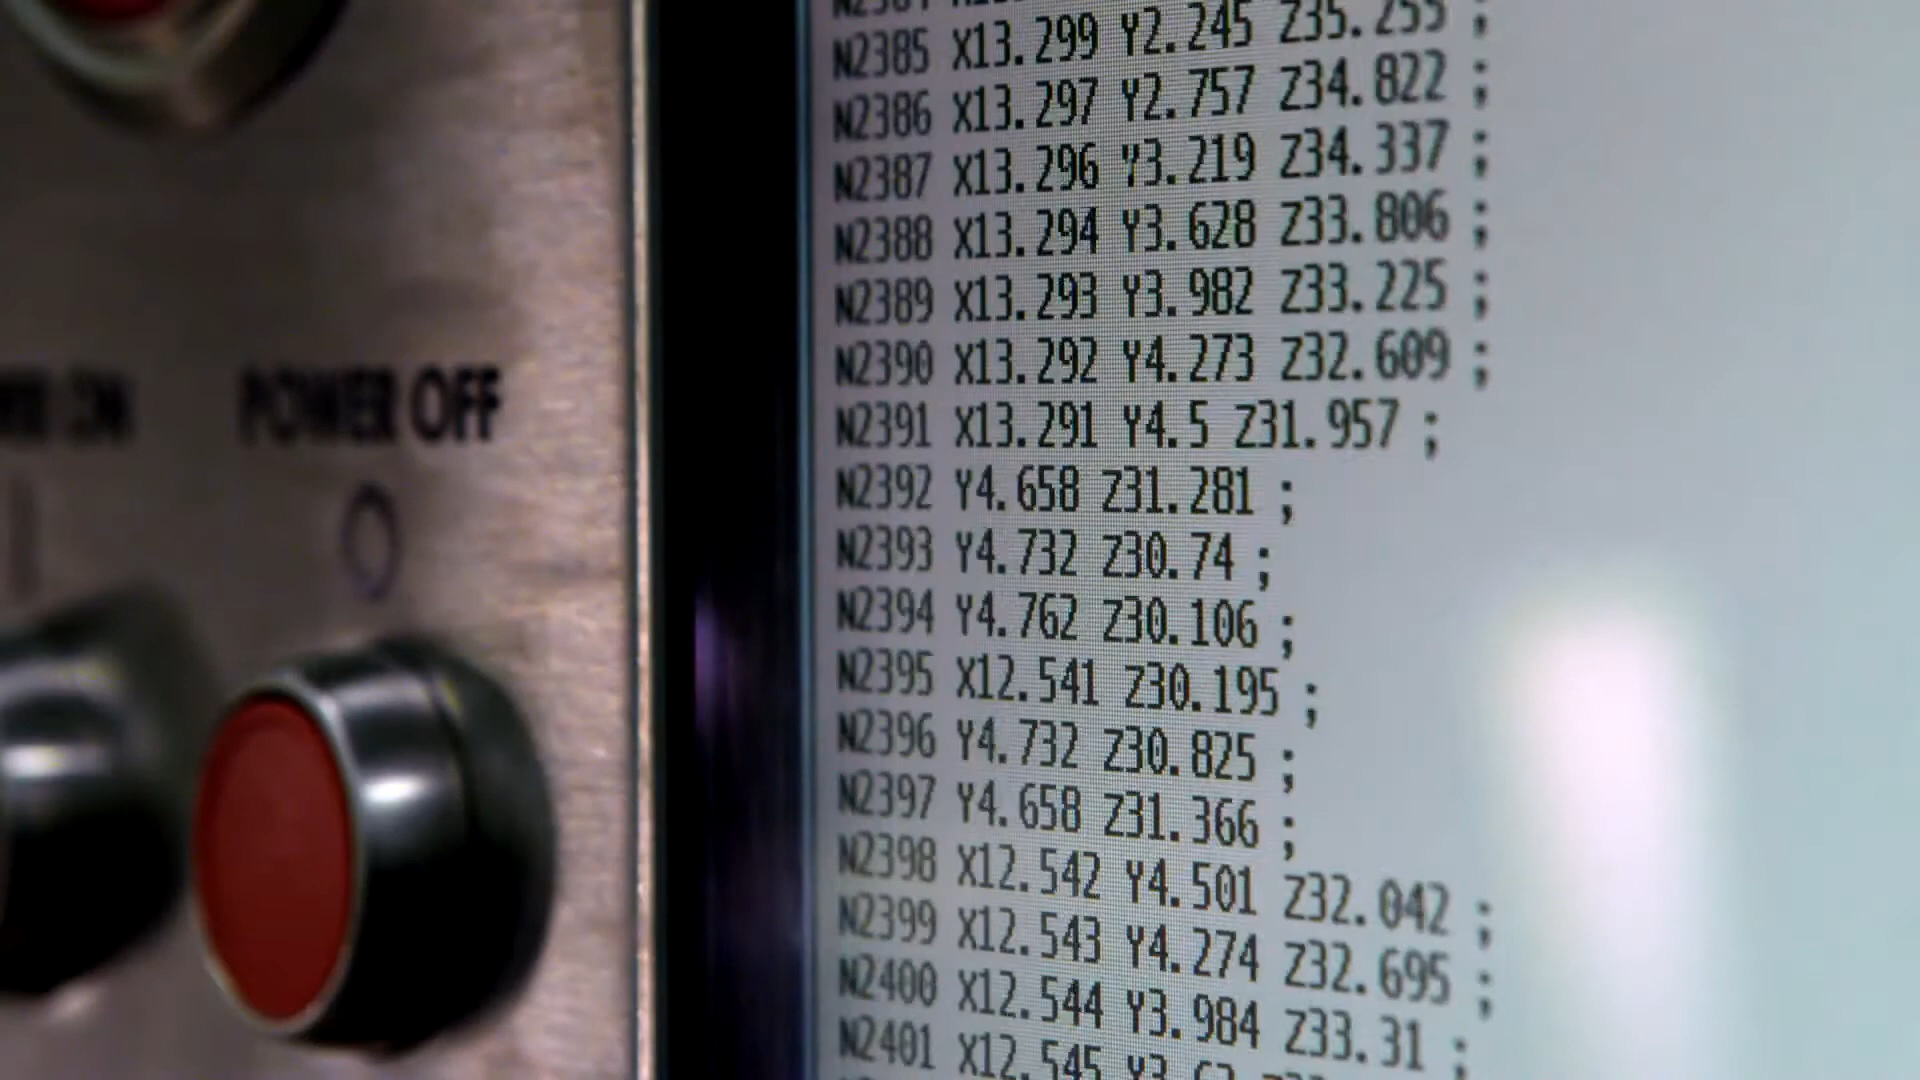 N2385 X13.299 Y2.245 Z35.255 ;
N2386 X13.297 Y2.757 Z34.822 ;
N2387 X13.296 Y3.219 Z34.337 ;
N2388 X13.294 Y3.628 Z33.806 ;
N2389 X13.293 Y3.982 Z33.225 ;
N2390 X13.292 Y4.273 Z32.609 ;
N2391 X13.291 Y4.5 Z31.957 ;
N2392 Y4.658 Z31.281 ;
N2393 Y4.732 Z30.74 ;
N2394 Y4.762 Z30.106 ;
N2395 X12.541 Z30.195 ;
N2396 Y4.732 Z30.825 ;
N2397 Y4.658 Z31.366 ;
N2398 X12.542 Y4.501 Z32.042 ;
N2399 X12.543 Y4.274 Z32.695 ;
N2400 X12.544 Y3.984 Z33.31 ;
N2401 X12.545
ON
POWER OFF